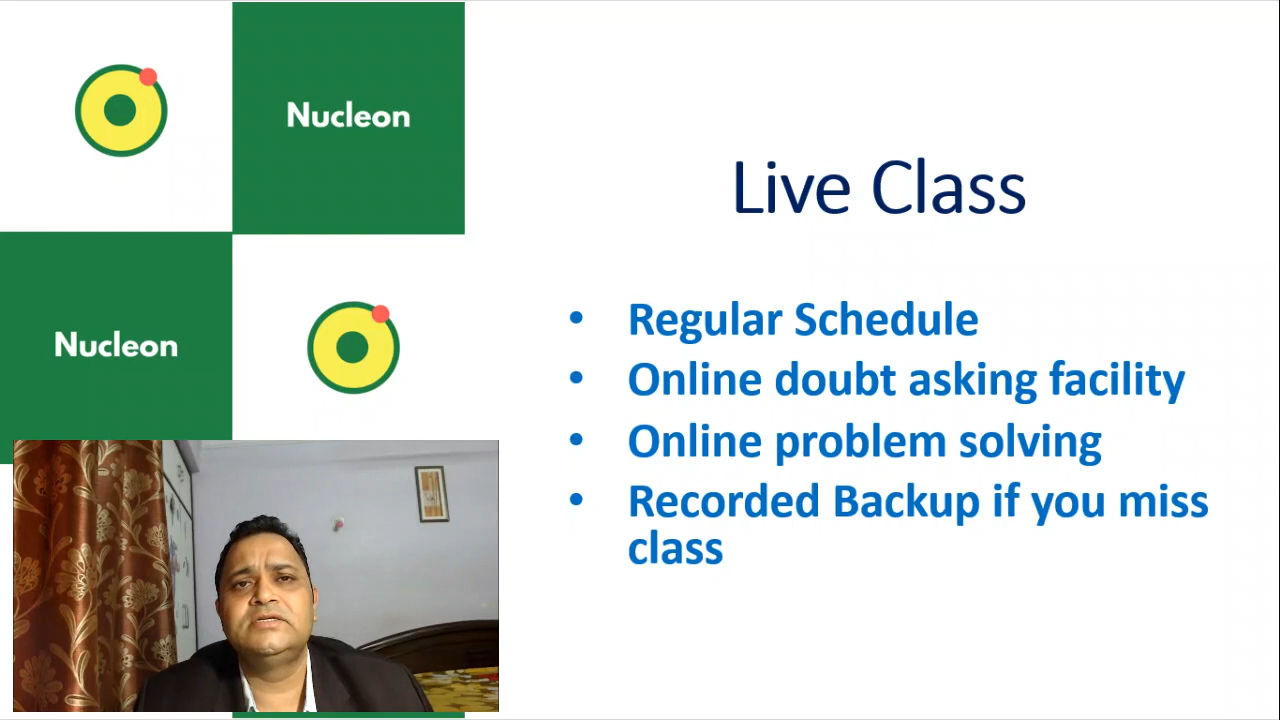 Nucleon
Nucleon
Live Class
• Regular Schedule
• Online doubt asking facility
• Online problem solving
• Recorded Backup if you miss
class